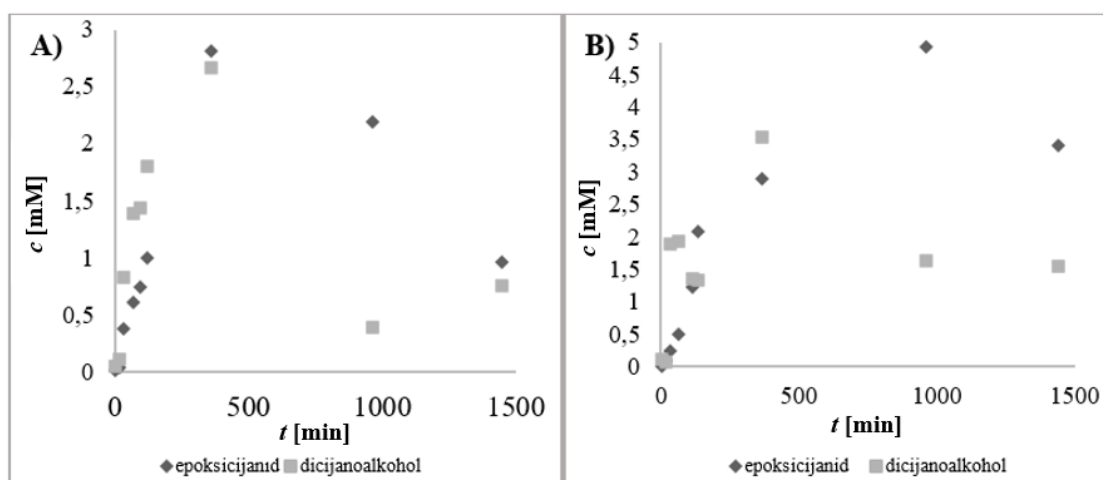 A)
3
2,5
2
1,5
1
0,5
0
c [mM]
0
500
1000
1500
t [min]
epoksicijanid
dicijanoalkohol
B)
5
4,5
4
3,5
3
2,5
2
1,5
1
0,5
0
c [mM]
0
500
1000
1500
t [min]
epoksicijanid
dicijanoalkohol